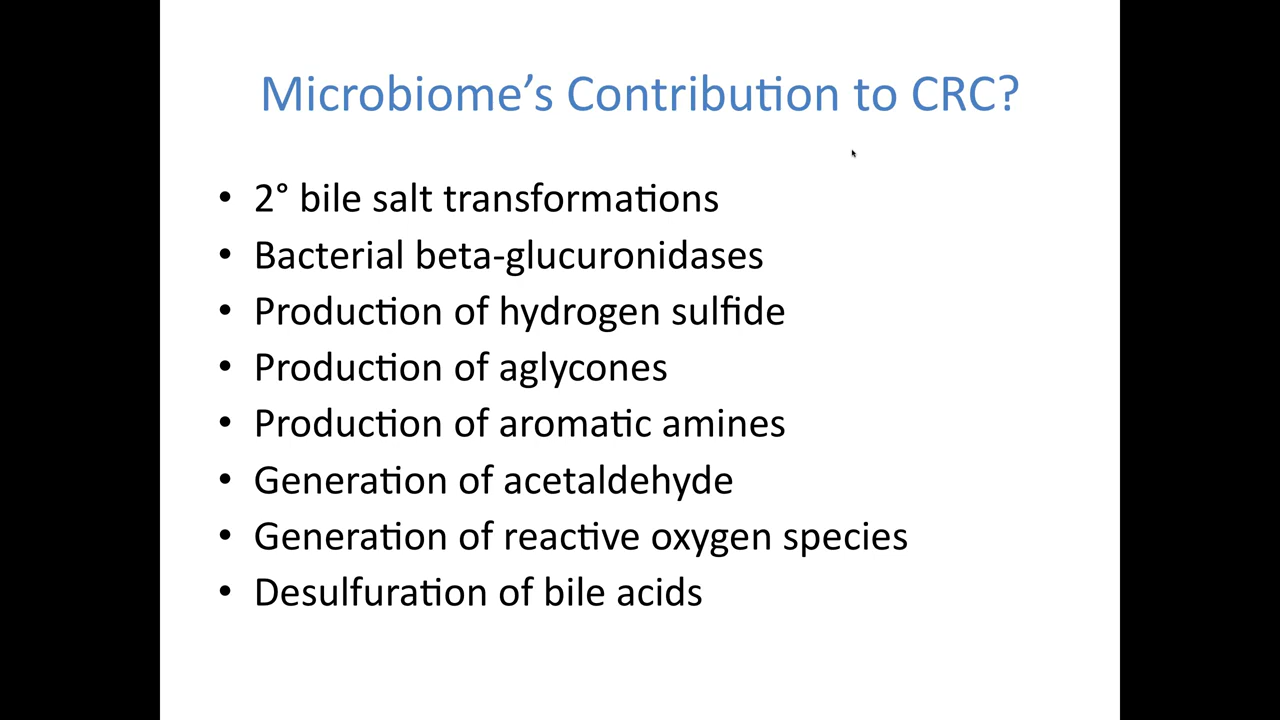 Microbiome’s Contribution to CRC?
• 2° bile salt transformations
• Bacterial beta-glucuronidases
• Production of hydrogen sulfide
• Production of aglycones
• Production of aromatic amines
• Generation of acetaldehyde
• Generation of reactive oxygen species
• Desulfuration of bile acids